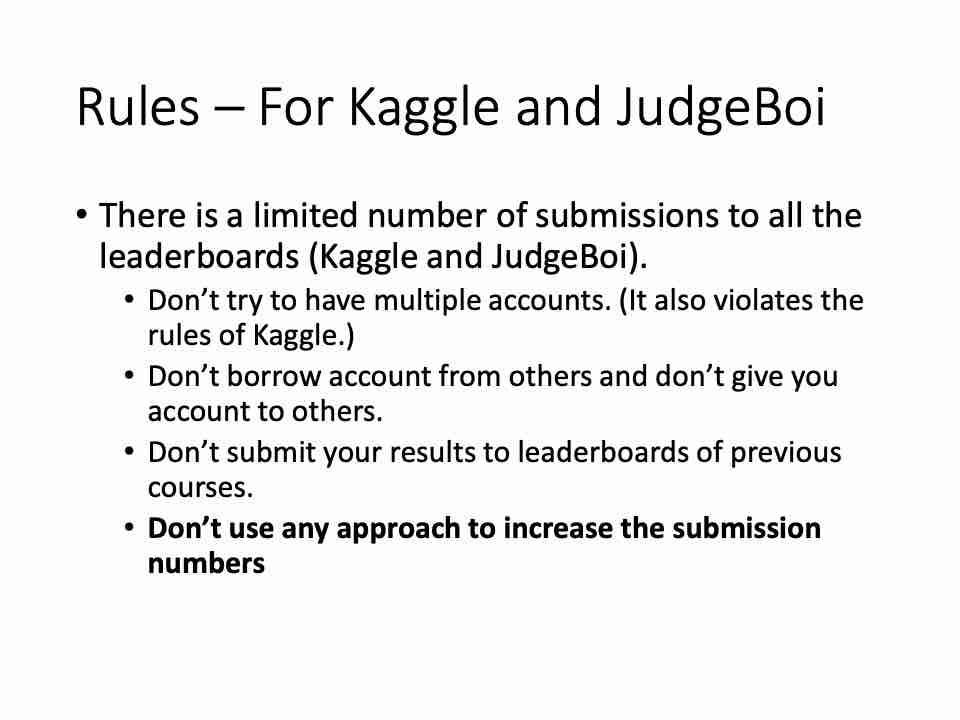 Rules – For Kaggle and JudgeBoi
• There is a limited number of submissions to all the
leaderboards (Kaggle and JudgeBoi).
• Don’t try to have multiple accounts. (It also violates the
rules of Kaggle.)
• Don’t borrow account from others and don’t give you
account to others.
• Don’t submit your results to leaderboards of previous
courses.
• Don’t use any approach to increase the submission
numbers